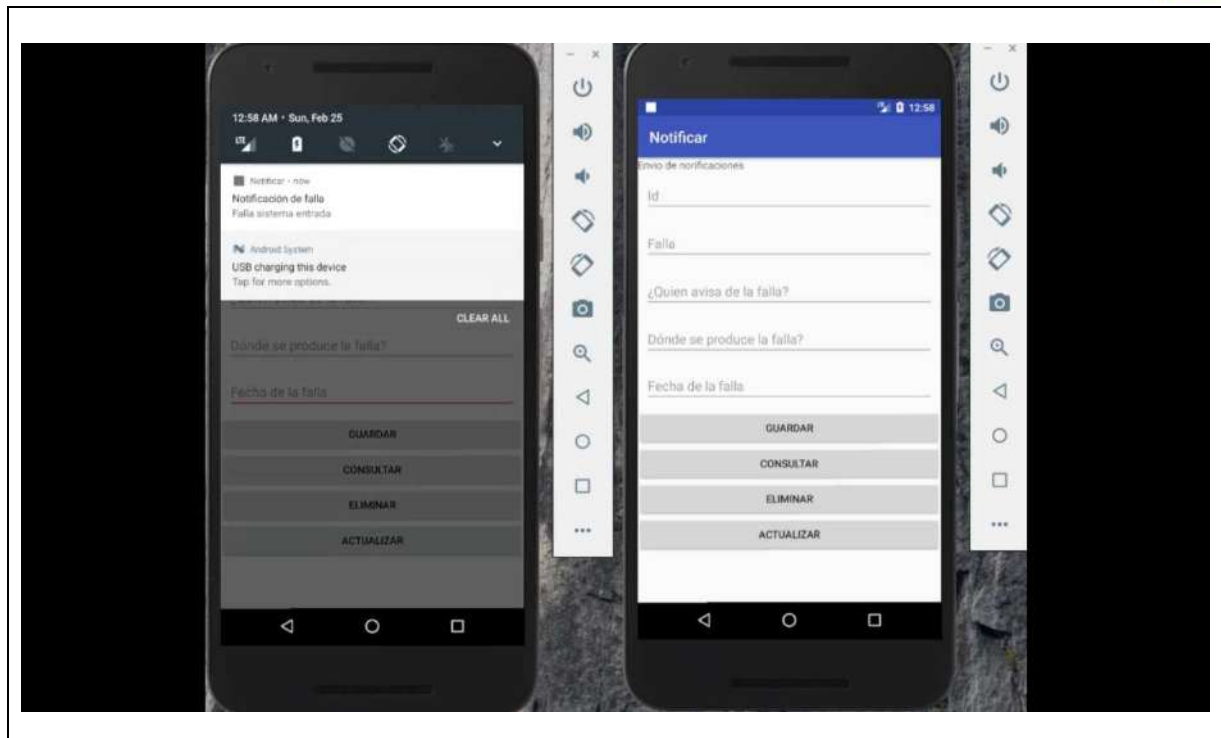 12:58 AM • Sun, Feb 25
LTE
Notificar • now
Notificación de falla
Falla sistema entrada
Android System
USB charging this device
Tap for more options.
CLEAR ALL
Dónde se produce la falla?
Fecha de la falla
GUARDAR
CONSULTAR
ELIMINAR
ACTUALIZAR
12:58
Notificar
Envio de norificaciones
Id
Falla
¿Quien avisa de la falla?
Dónde se produce la falla?
Fecha de la falla
GUARDAR
CONSULTAR
ELIMINAR
ACTUALIZAR